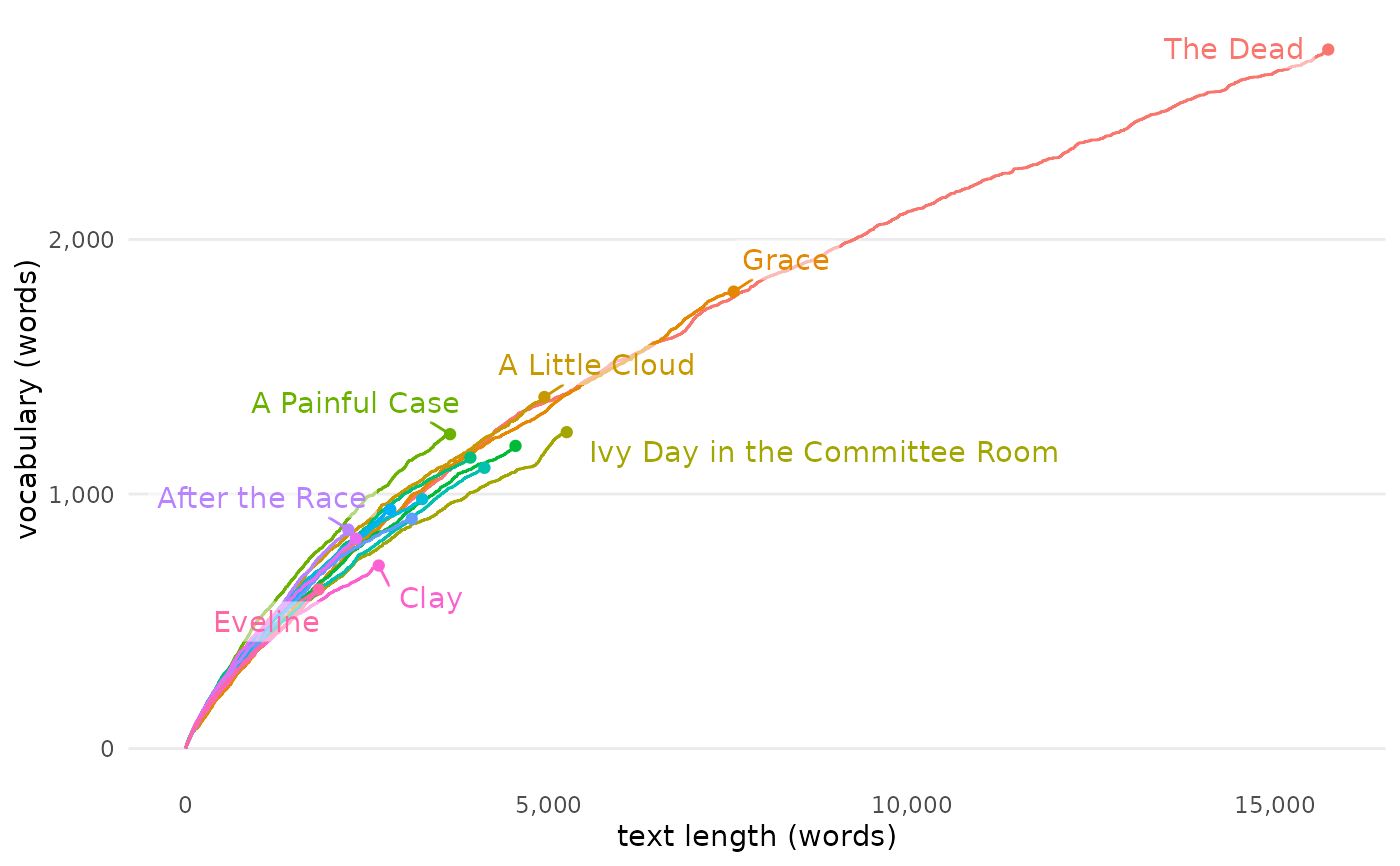 The Dead
2,000
Grace
A Little Cloud
A Painful Case
Ivy Day in the Committee Room
1,000
After the Race
Clay
Eveline
0
vocabulary (words)
0
5,000
10,000
15,000
text length (words)